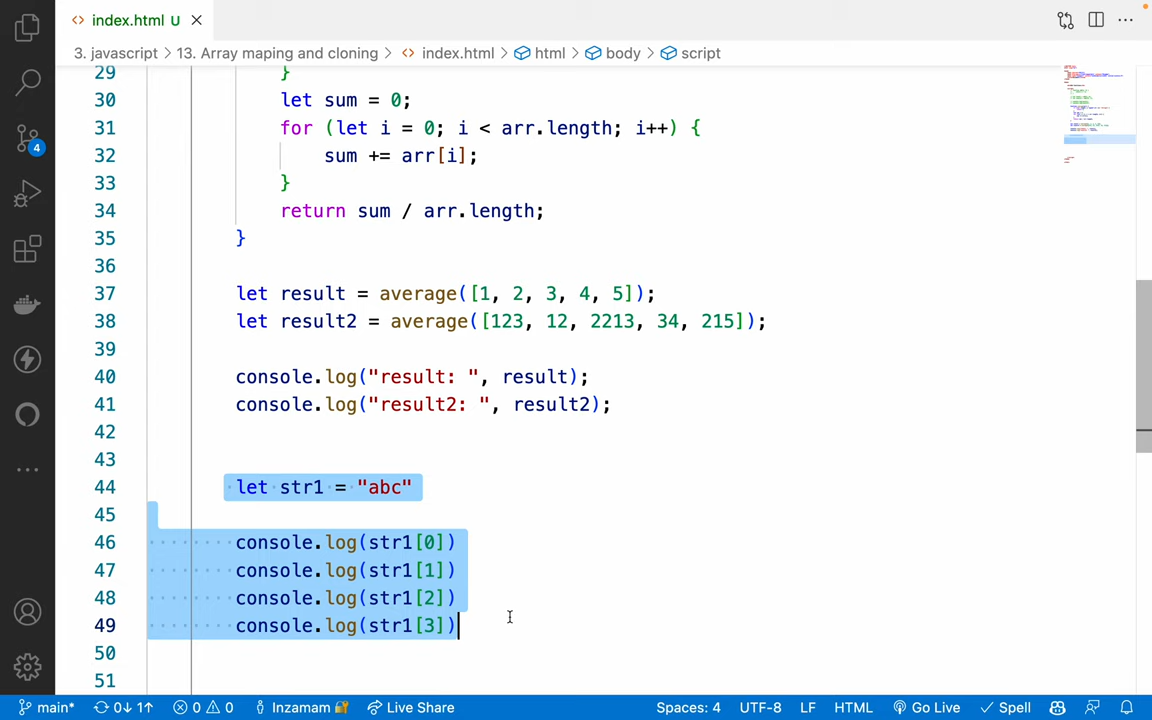 index.html U
3. javascript > 13. Array maping and cloning > index.html > html > body > script
29 }
30 let sum = 0;
31 for (let i = 0; i < arr.length; i++) {
32 sum += arr[i];
33 }
34 return sum / arr.length;
35 }
36
37 let result = average([1, 2, 3, 4, 5]);
38 let result2 = average([123, 12, 2213, 34, 215]);
39
40 console.log("result: ", result);
41 console.log("result2: ", result2);
42
43
44 let str1 = "abc"
45
46 console.log(str1[0])
47 console.log(str1[1])
48 console.log(str1[2])
49 console.log(str1[3])
50
51
4
main* 0↓ 1↑ 0 0 Inzamam Live Share Spaces: 4 UTF-8 LF HTML Go Live Spell